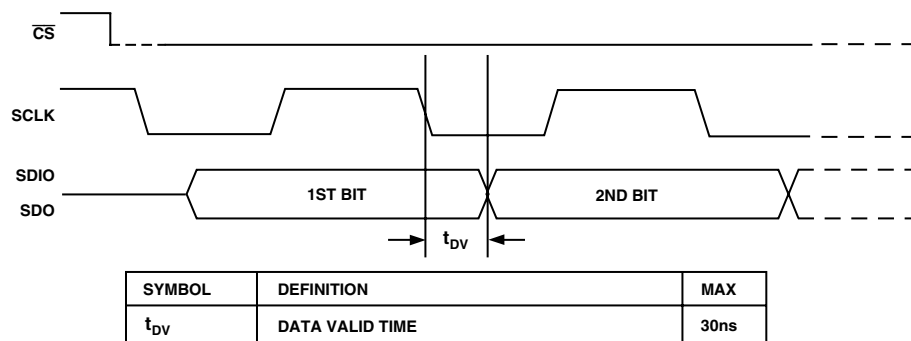 CS
SCLK
SDIO
SDO
1ST BIT
2ND BIT
tDV
SYMBOL DEFINITION MAX
tDV DATA VALID TIME 30ns